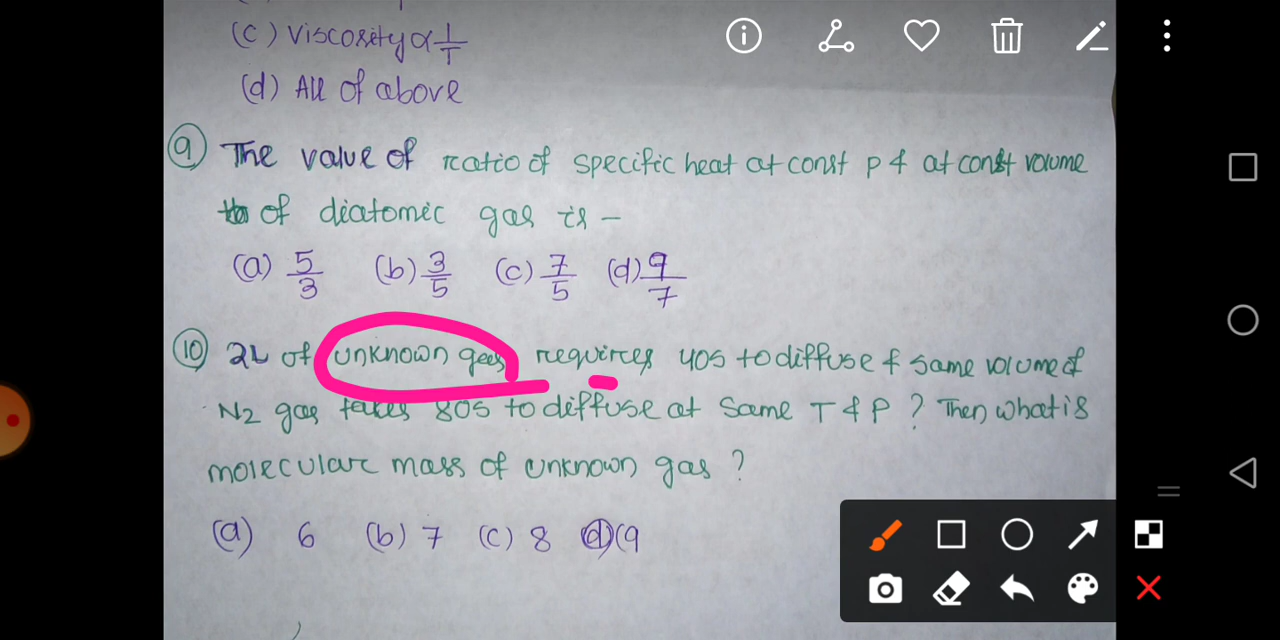 (c) Viscosity ∝ 1/T
(d) All of above
(9) The value of ratio of specific heat at const P & at const volume
of diatomic gas is -
(a) 5/3 (b) 3/5 (c) 7/5 (d) 9/7
(10) 2L of unknown gas requires 40s to diffuse & same volume of
N2 gas takes 80s to diffuse at same T & P ? Then what is
molecular mass of unknown gas ?
(a) 6 (b) 7 (c) 8 (d) (9